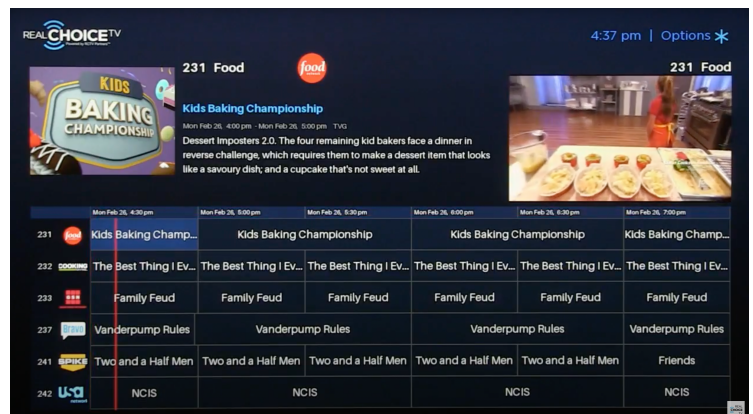 REAL CHOICE TV
4:37 pm | Options
231 Food
food
231 Food
KIDS
BAKING
CHAMPIONSHIP
Kids Baking Championship
Mon Feb 26, 4:00 pm - Mon Feb 26, 5:00 pm TVG
Dessert Imposters 2.0. The four remaining kid bakers face a dinner in
reverse challenge, which requires them to make a dessert item that looks
like a savoury dish; and a cupcake that's not sweet at all.
Mon Feb 26, 4:30 pm Mon Feb 26, 5:00 pm Mon Feb 26, 5:30 pm Mon Feb 26, 6:00 pm Mon Feb 26, 6:30 pm Mon Feb 26, 7:00 pm
231 food Kids Baking Champ... Kids Baking Championship Kids Baking Championship Kids Baking Champ...
232 COOKING The Best Thing I Ev... The Best Thing I Ev... The Best Thing I Ev... The Best Thing I Ev... The Best Thing I Ev... The Best Thing I Ev...
233 Family Feud Family Feud Family Feud Family Feud Family Feud Family Feud
237 Bravo Vanderpump Rules Vanderpump Rules Vanderpump Rules Vanderpump Rules
241 SPIKE Two and a Half Men Two and a Half Men Two and a Half Men Two and a Half Men Two and a Half Men Friends
242 USA network NCIS NCIS NCIS NCIS